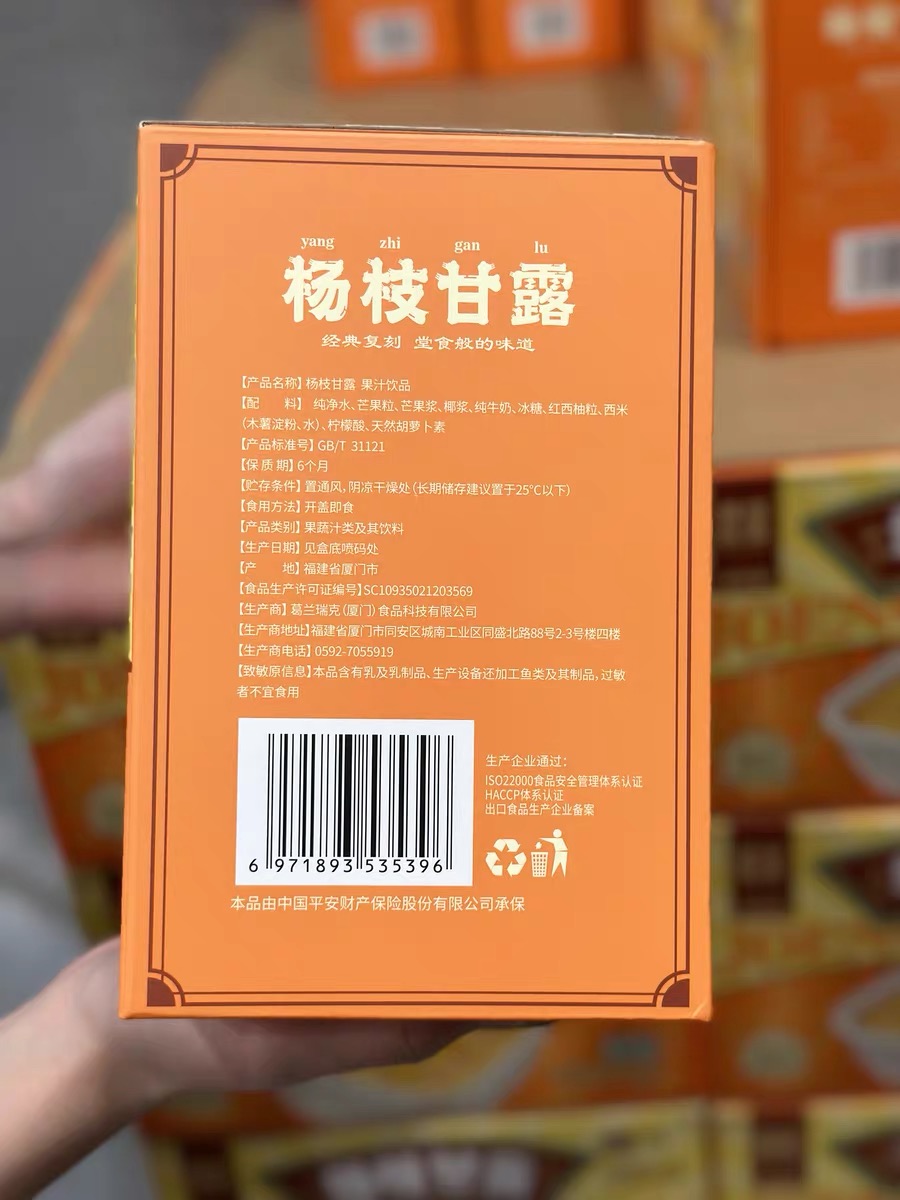 yang zhi gan lu
杨枝甘露
经典复刻 堂食般的味道
【产品名称】杨枝甘露 果汁饮品
【配 料】 纯净水、芒果粒、芒果浆、椰浆、纯牛奶、冰糖、红西柚粒、西米
(木薯淀粉、水)、柠檬酸、天然胡萝卜素
【产品标准号】GB/T 31121
【保 质 期】6个月
【贮存条件】置通风,阴凉干燥处(长期储存建议置于25℃以下)
【食用方法】开盖即食
【产品类别】果蔬汁类及其饮料
【生产日期】见盒底喷码处
【产 地】福建省厦门市
【食品生产许可证编号】SC10935021203569
【生产商】葛兰瑞克(厦门)食品科技有限公司
【生产商地址】福建省厦门市同安区城南工业区同盛北路88号2-3号楼四楼
【生产商电话】0592-7055919
【致敏原信息】本品含有乳及乳制品、生产设备还加工鱼类及其制品,过敏
者不宜食用
6 971893 535396
生产企业通过:
ISO22000食品安全管理体系认证
HACCP体系认证
出口食品生产企业备案
本品由中国平安财产保险股份有限公司承保